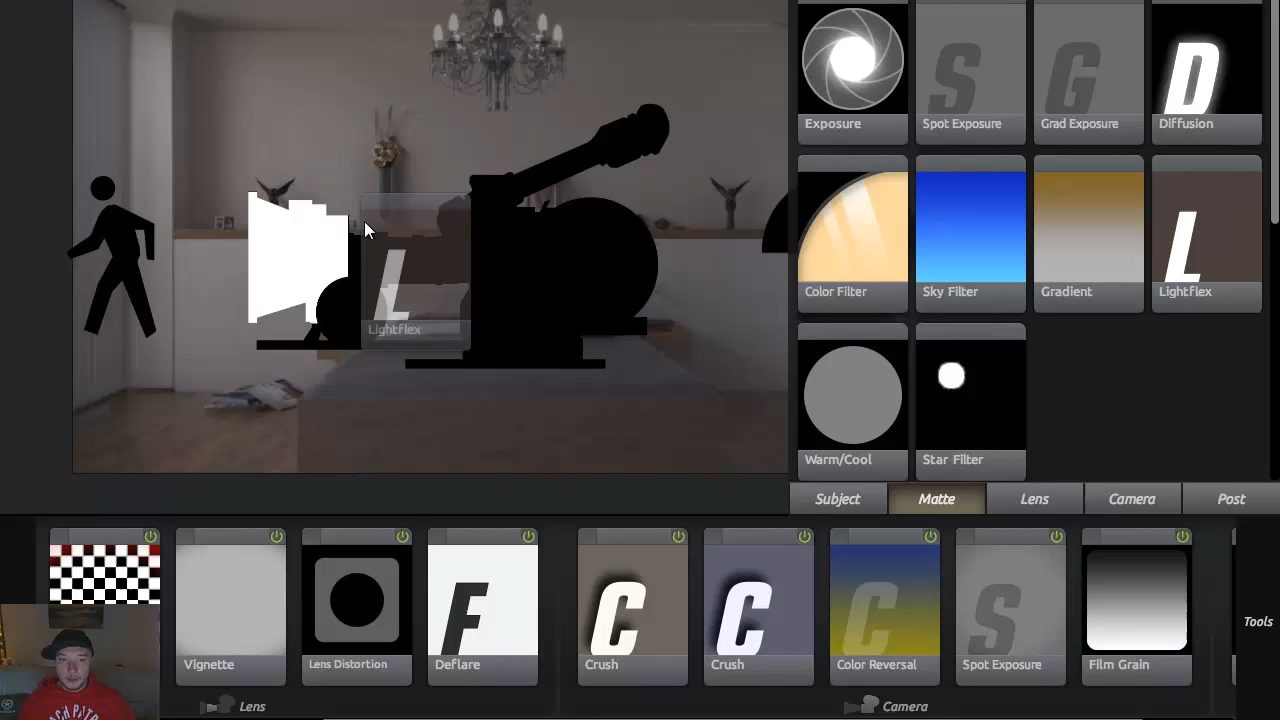 Exposure
Spot Exposure
Grad Exposure
Diffusion
Color Filter
Sky Filter
Gradient
Lightflex
Lightflex
Warm/Cool
Star Filter
Subject
Matte
Lens
Camera
Post
Vignette
Lens Distortion
Deflare
Crush
Crush
Color Reversal
Spot Exposure
Film Grain
Tools
Lens
Camera
S
G
D
L
L
F
C
C
C
S